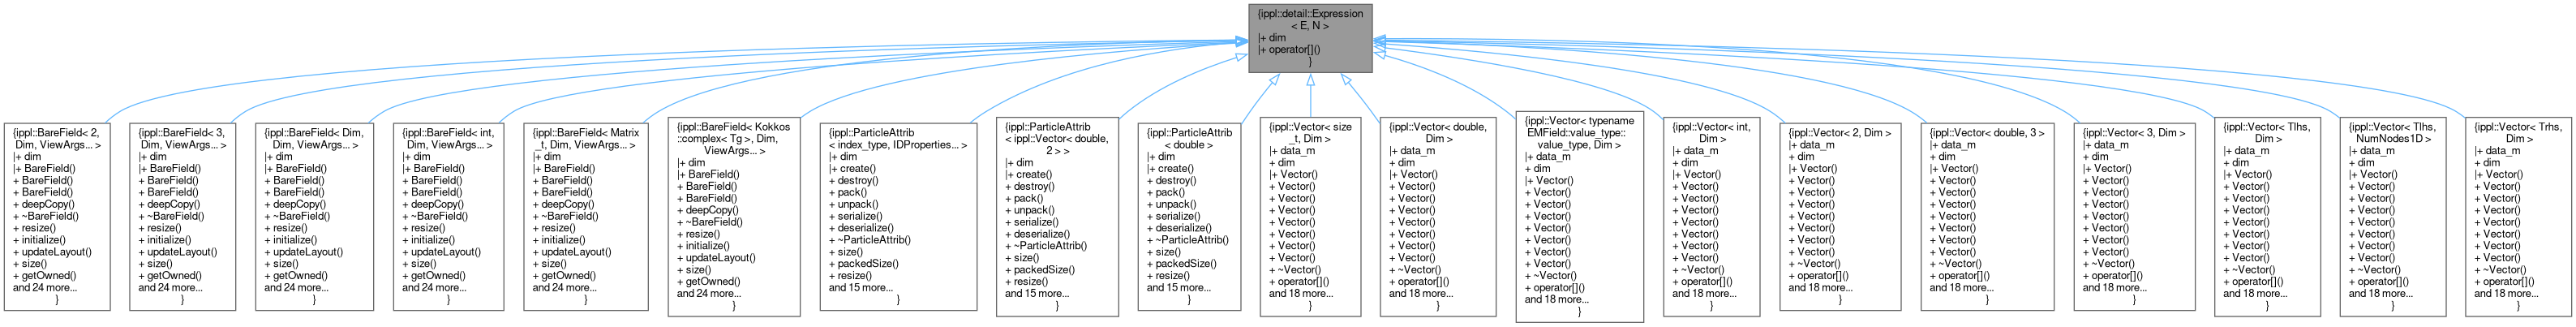 {ippl::detail::Expression
< E, N >
|+ dim
|+ operator[]()
}
{ippl::BareField< 2,
Dim, ViewArgs... >
|+ dim
|+ BareField()
+ BareField()
+ BareField()
+ deepCopy()
+ ~BareField()
+ resize()
+ initialize()
+ updateLayout()
+ size()
+ getOwned()
and 24 more...
}
{ippl::BareField< 3,
Dim, ViewArgs... >
|+ dim
|+ BareField()
+ BareField()
+ BareField()
+ deepCopy()
+ ~BareField()
+ resize()
+ initialize()
+ updateLayout()
+ size()
+ getOwned()
and 24 more...
}
{ippl::BareField< Dim,
Dim, ViewArgs... >
|+ dim
|+ BareField()
+ BareField()
+ BareField()
+ deepCopy()
+ ~BareField()
+ resize()
+ initialize()
+ updateLayout()
+ size()
+ getOwned()
and 24 more...
}
{ippl::BareField< int,
Dim, ViewArgs... >
|+ dim
|+ BareField()
+ BareField()
+ BareField()
+ deepCopy()
+ ~BareField()
+ resize()
+ initialize()
+ updateLayout()
+ size()
+ getOwned()
and 24 more...
}
{ippl::BareField< Matrix
_t, Dim, ViewArgs... >
|+ dim
|+ BareField()
+ BareField()
+ BareField()
+ deepCopy()
+ ~BareField()
+ resize()
+ initialize()
+ updateLayout()
+ size()
+ getOwned()
and 24 more...
}
{ippl::BareField< Kokkos
::complex< Tg >, Dim,
ViewArgs... >
|+ dim
|+ BareField()
+ BareField()
+ BareField()
+ deepCopy()
+ ~BareField()
+ resize()
+ initialize()
+ updateLayout()
+ size()
+ getOwned()
and 24 more...
}
{ippl::ParticleAttrib
< index_type, IDProperties... >
|+ dim
|+ create()
+ destroy()
+ pack()
+ unpack()
+ serialize()
+ deserialize()
+ ~ParticleAttrib()
+ size()
+ packedSize()
+ resize()
and 15 more...
}
{ippl::ParticleAttrib
< ippl::Vector< double,
2 > >
|+ dim
|+ create()
+ destroy()
+ pack()
+ unpack()
+ serialize()
+ deserialize()
+ ~ParticleAttrib()
+ size()
+ packedSize()
+ resize()
and 15 more...
}
{ippl::ParticleAttrib
< double >
|+ dim
|+ create()
+ destroy()
+ pack()
+ unpack()
+ serialize()
+ deserialize()
+ ~ParticleAttrib()
+ size()
+ packedSize()
+ resize()
and 15 more...
}
{ippl::Vector< size
_t, Dim >
|+ data_m
+ dim
|+ Vector()
+ Vector()
+ Vector()
+ Vector()
+ Vector()
+ Vector()
+ Vector()
+ Vector()
+ ~Vector()
+ operator[]()
and 18 more...
}
{ippl::Vector< double,
Dim >
|+ data_m
+ dim
|+ Vector()
+ Vector()
+ Vector()
+ Vector()
+ Vector()
+ Vector()
+ Vector()
+ Vector()
+ ~Vector()
+ operator[]()
and 18 more...
}
{ippl::Vector< typename
EMField::value_type::
value_type, Dim >
|+ data_m
+ dim
|+ Vector()
+ Vector()
+ Vector()
+ Vector()
+ Vector()
+ Vector()
+ Vector()
+ Vector()
+ ~Vector()
+ operator[]()
and 18 more...
}
{ippl::Vector< int,
Dim >
|+ data_m
+ dim
|+ Vector()
+ Vector()
+ Vector()
+ Vector()
+ Vector()
+ Vector()
+ Vector()
+ Vector()
+ ~Vector()
+ operator[]()
and 18 more...
}
{ippl::Vector< 2, Dim >
|+ data_m
+ dim
|+ Vector()
+ Vector()
+ Vector()
+ Vector()
+ Vector()
+ Vector()
+ Vector()
+ Vector()
+ ~Vector()
+ operator[]()
and 18 more...
}
{ippl::Vector< double, 3 >
|+ data_m
+ dim
|+ Vector()
+ Vector()
+ Vector()
+ Vector()
+ Vector()
+ Vector()
+ Vector()
+ Vector()
+ ~Vector()
+ operator[]()
and 18 more...
}
{ippl::Vector< 3, Dim >
|+ data_m
+ dim
|+ Vector()
+ Vector()
+ Vector()
+ Vector()
+ Vector()
+ Vector()
+ Vector()
+ Vector()
+ ~Vector()
+ operator[]()
and 18 more...
}
{ippl::Vector< Tlhs,
Dim >
|+ data_m
+ dim
|+ Vector()
+ Vector()
+ Vector()
+ Vector()
+ Vector()
+ Vector()
+ Vector()
+ Vector()
+ ~Vector()
+ operator[]()
and 18 more...
}
{ippl::Vector< Tlhs,
NumNodes1D >
|+ data_m
+ dim
|+ Vector()
+ Vector()
+ Vector()
+ Vector()
+ Vector()
+ Vector()
+ Vector()
+ Vector()
+ ~Vector()
+ operator[]()
and 18 more...
}
{ippl::Vector< Trhs,
Dim >
|+ data_m
+ dim
|+ Vector()
+ Vector()
+ Vector()
+ Vector()
+ Vector()
+ Vector()
+ Vector()
+ Vector()
+ ~Vector()
+ operator[]()
and 18 more...
}